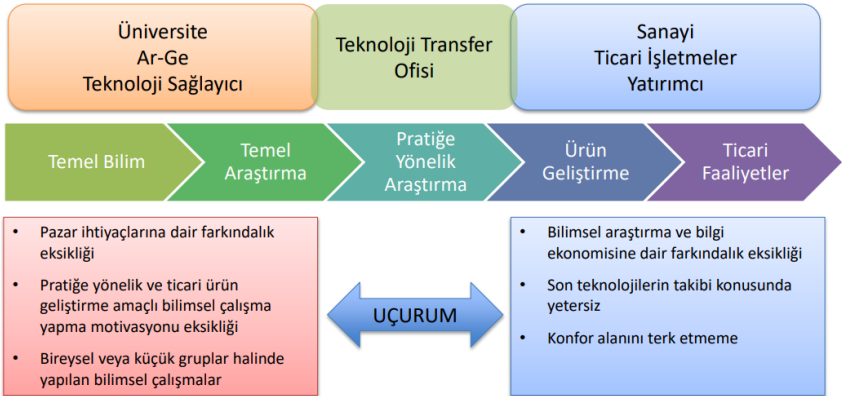 Üniversite
Ar-Ge
Teknoloji Sağlayıcı
Teknoloji Transfer
Ofisi
Sanayi
Ticari İşletmeler
Yatırımcı
Temel Bilim
Temel
Araştırma
Pratiğe
Yönelik
Araştırma
Ürün
Geliştirme
Ticari
Faaliyetler
• Pazar ihtiyaçlarına dair farkındalık
eksikliği
• Pratiğe yönelik ve ticari ürün
geliştirme amaçlı bilimsel çalışma
yapma motivasyonu eksikliği
• Bireysel veya küçük gruplar halinde
yapılan bilimsel çalışmalar
UÇURUM
• Bilimsel araştırma ve bilgi
ekonomisine dair farkındalık eksikliği
• Son teknolojilerin takibi konusunda
yetersiz
• Konfor alanını terk etmeme